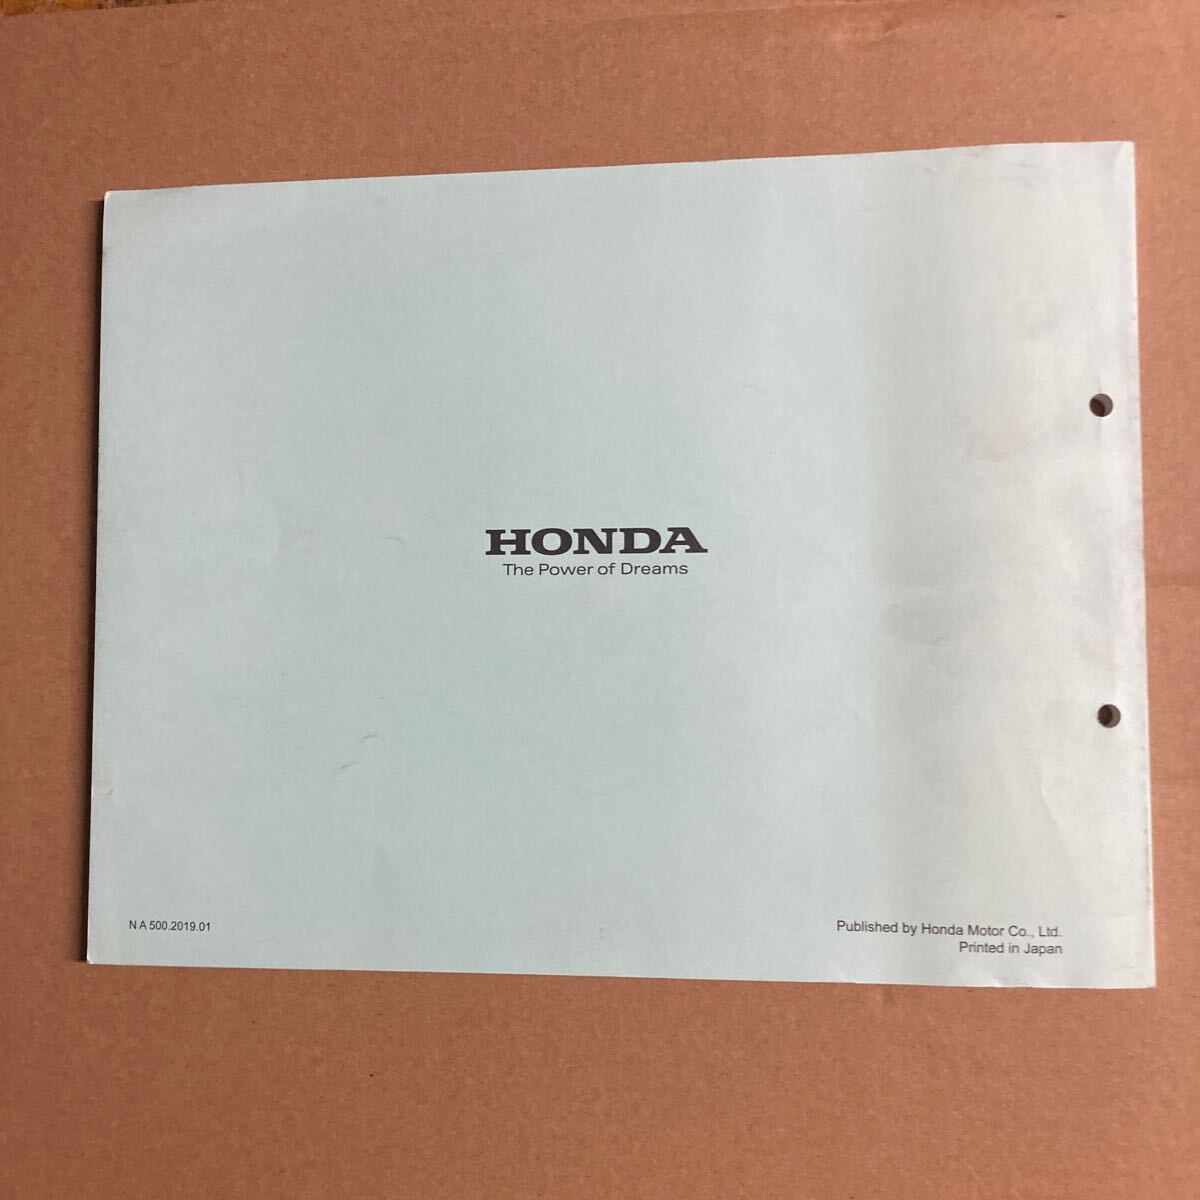 HONDA
The Power of Dreams
N A 500.2019.01
Published by Honda Motor Co., Ltd.
Printed in Japan